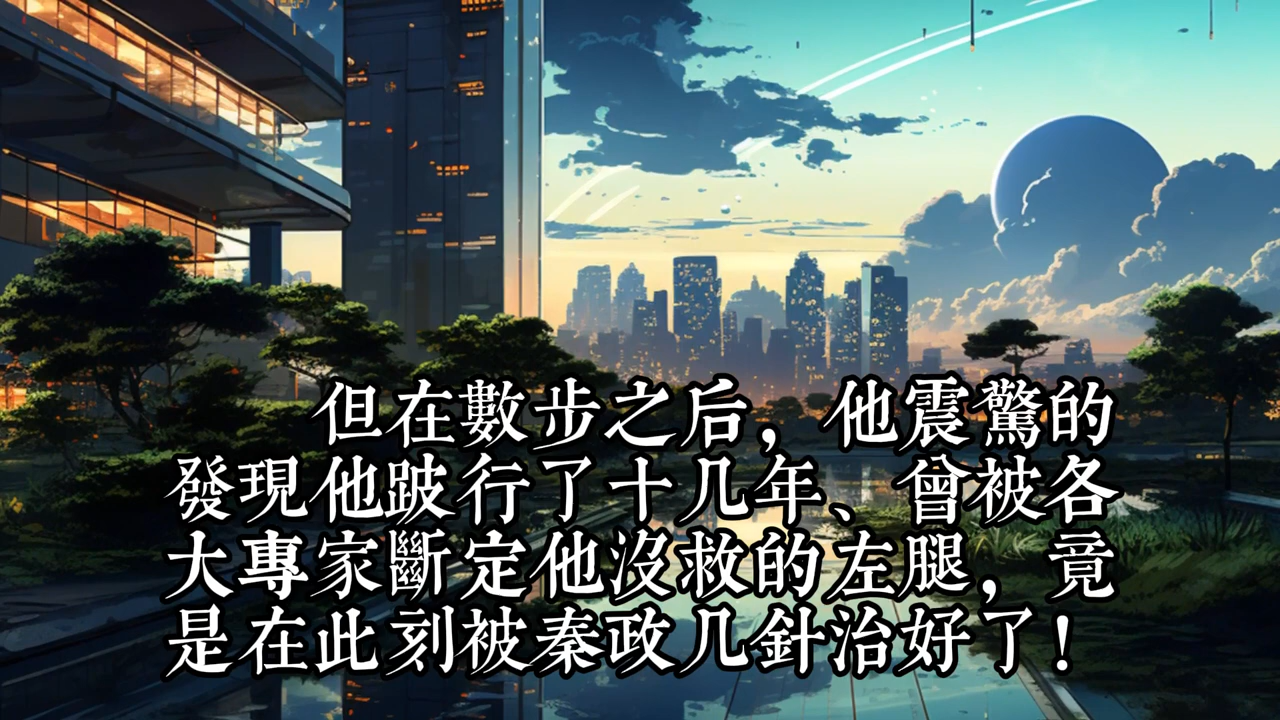 但在數步之后，他震驚的
發現他跛行了十几年、曾被各
大專家斷定他沒救的左腿，竟
是在此刻被秦政几針治好了！